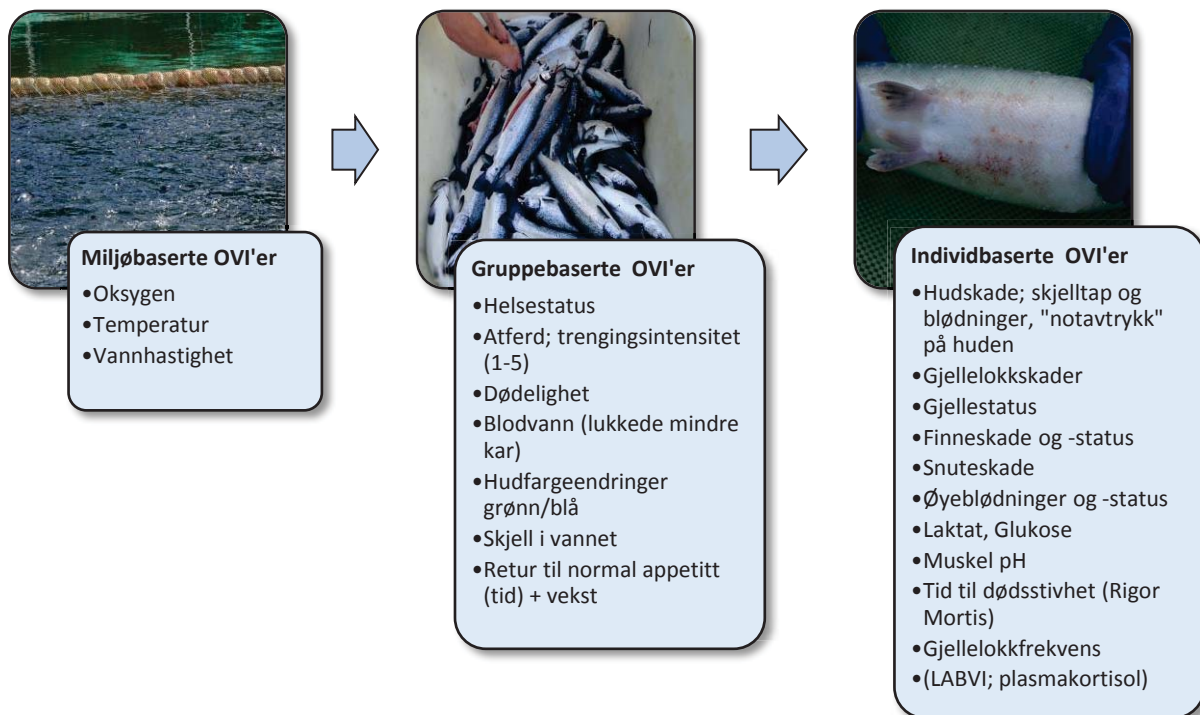 Miljøbaserte OVI'er
•Oksygen
•Temperatur
•Vannhastighet
Gruppebaserte OVI'er
•Helsestatus
•Atferd; trengingsintensitet
(1-5)
•Dødelighet
•Blodvann (lukkede mindre
kar)
•Hudfargeendringer
grønn/blå
•Skjell i vannet
•Retur til normal appetitt
(tid) + vekst
Individbaserte OVI'er
•Hudskade; skjelltap og
blødninger, "notavtrykk"
på huden
•Gjellelokkskader
•Gjellestatus
•Finneskade og -status
•Snuteskade
•Øyeblødninger og -status
•Laktat, Glukose
•Muskel pH
•Tid til dødsstivhet (Rigor
Mortis)
•Gjellelokkfrekvens
•(LABVI; plasmakortisol)